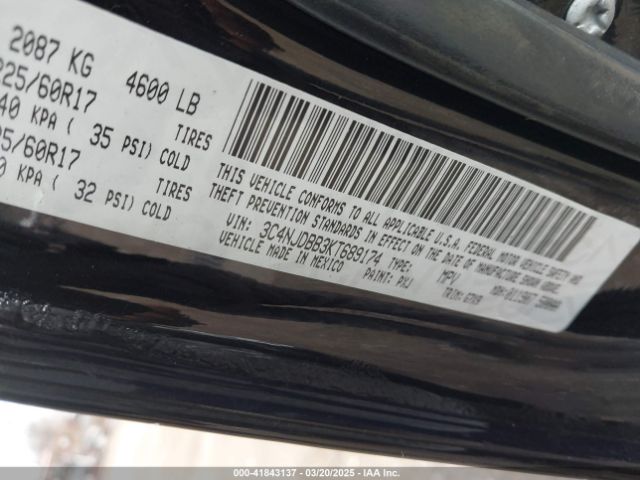 2087 KG 4600 LB
225/60R17 TIRES
40 KPA ( 35 PSI) COLD
25/60R17 TIRES
0 KPA ( 32 PSI) COLD
THIS VEHICLE CONFORMS TO ALL APPLICABLE U.S.A. FEDERAL MOTOR VEHICLE SAFETY AND
THEFT PREVENTION STANDARDS IN EFFECT ON THE DATE OF MANUFACTURE SHOWN ABOVE.
VIN: 3C4NJDBB3KT689174 TYPE: MPV
VEHICLE MADE IN MEXICO PAINT: PXJ TRIM:
000-41843137 - 03/20/2025 - IAA Inc.